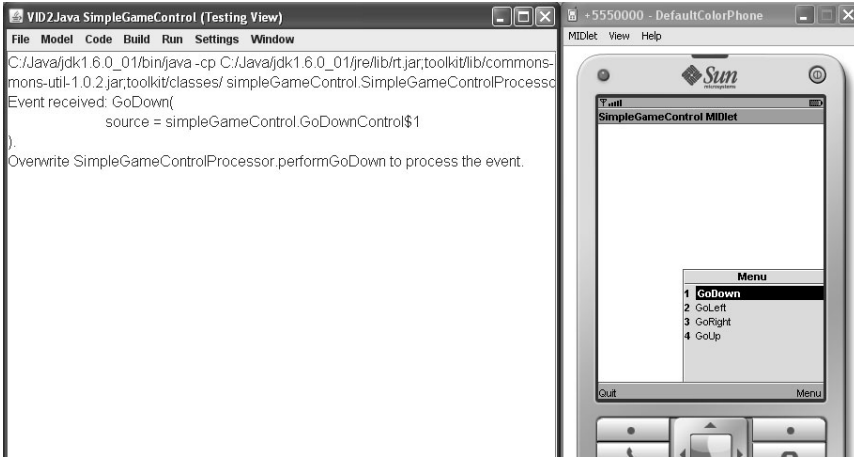 VID2Java SimpleGameControl (Testing View)
File Model Code Build Run Settings Window
C:/Java/jdk1.6.0_01/bin/java -cp C:/Java/jdk1.6.0_01/jre/lib/rt.jar;toolkit/lib/commons-
mons-util-1.0.2.jar;toolkit/classes/ simpleGameControl.SimpleGameControlProcesso
Event received: GoDown(
source = simpleGameControl.GoDownControl$1
).
Overwrite SimpleGameControlProcessor.performGoDown to process the event.
+5550000 - DefaultColorPhone
MIDlet View Help
Sun
microsystems
SimpleGameControl MIDlet
Menu
1 GoDown
2 GoLeft
3 GoRight
4 GoUp
Quit Menu